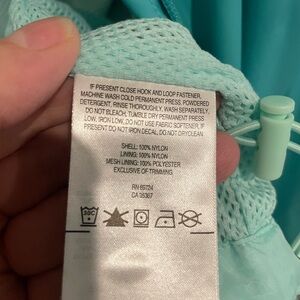 IF PRESENT CLOSE HOOK AND LOOP FASTENER,
MACHINE WASH COLD PERMANENT PRESS. POWDERED
DETERGENT, RINSE THOROUGHLY. WASH SEPARATELY.
DO NOT BLEACH. TUMBLE DRY PERMANENT PRESS
LOW. IRON LOW. DO NOT USE FABRIC SOFTENER. IF
PRESENT DO NOT IRON DECAL. DO NOT DRYCLEAN.
SHELL: 100% NYLON
LINING: 100% NYLON
MESH LINING: 100% POLYESTER
EXCLUSIVE OF TRIMMING.
RN 69724
CA 35367
30C